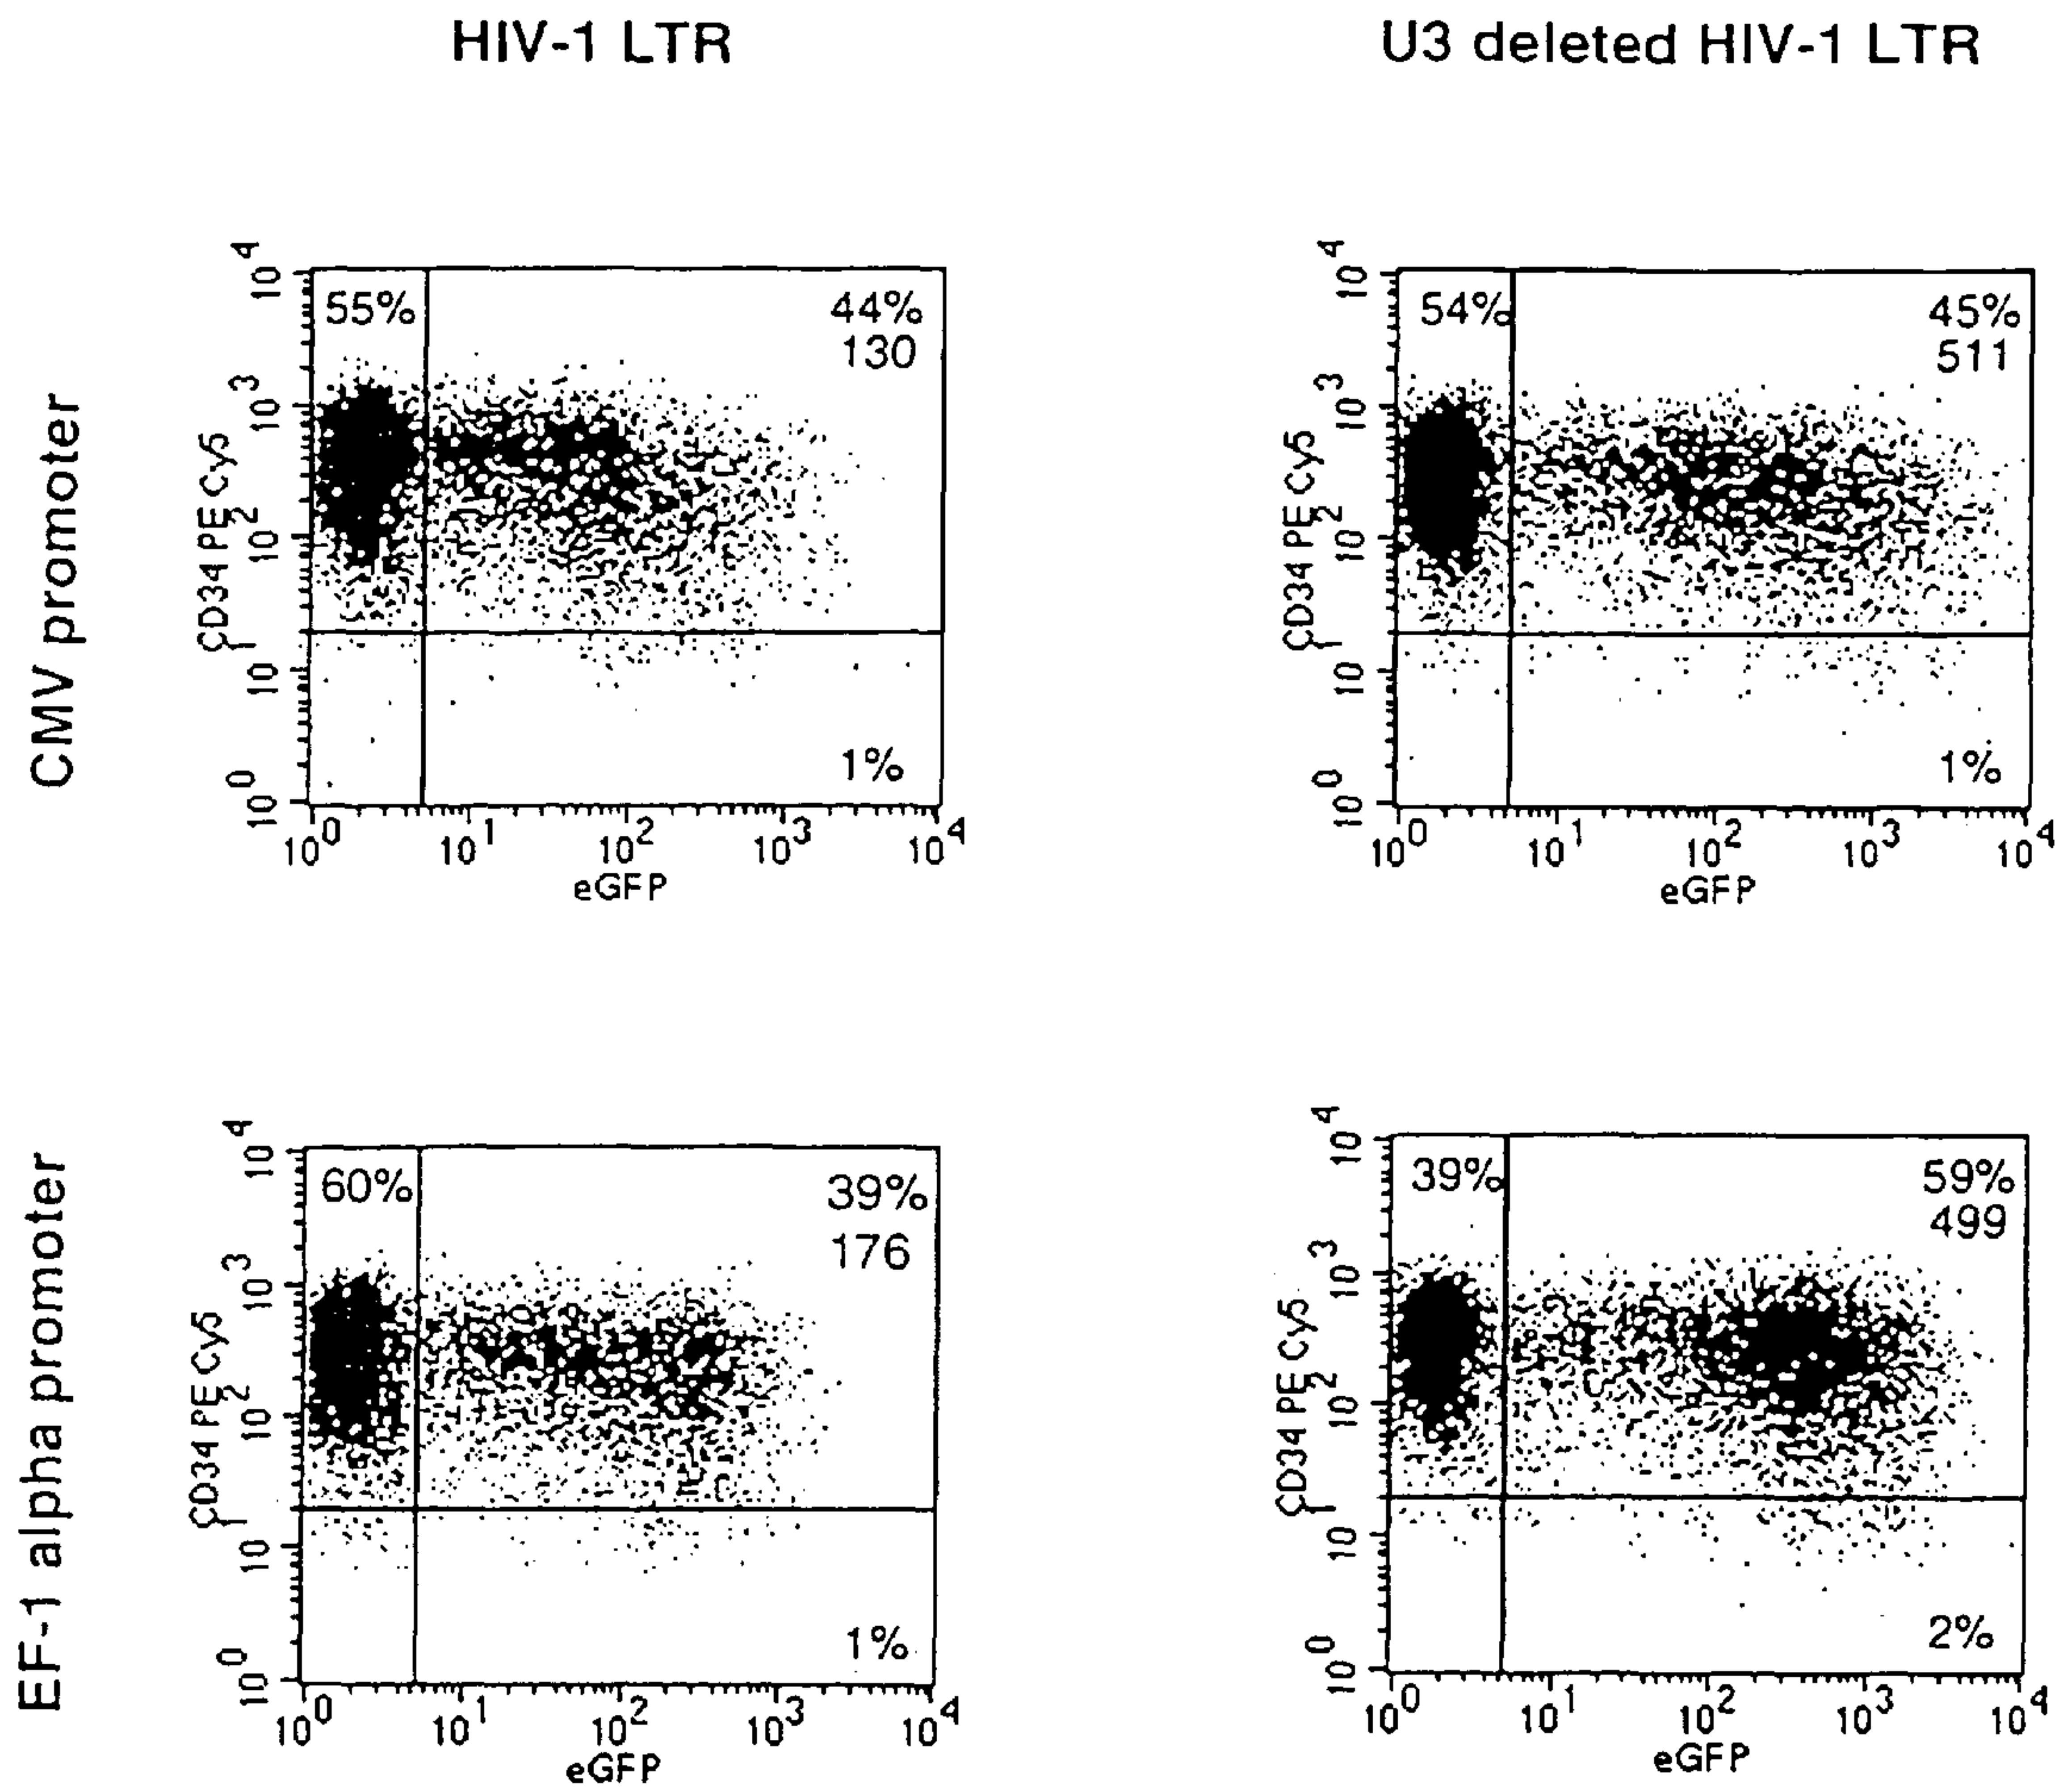 HIV-1 LTR
U3 deleted HIV-1 LTR
CMV promoter
CD34 PE Cy5
10^4
10^3
10^2
10^1
10^0
55%
44%
130
1%
10^0 10^1 10^2 10^3 10^4
eGFP
CD34 PE Cy5
10^4
10^3
10^2
10^1
10^0
54%
45%
511
1%
10^0 10^1 10^2 10^3 10^4
eGFP
EF-1 alpha promoter
CD34 PE Cy5
10^4
10^3
10^2
10^1
10^0
60%
39%
176
1%
10^0 10^1 10^2 10^3 10^4
eGFP
CD34 PE Cy5
10^4
10^3
10^2
10^1
10^0
39%
59%
499
2%
10^0 10^1 10^2 10^3 10^4
eGFP